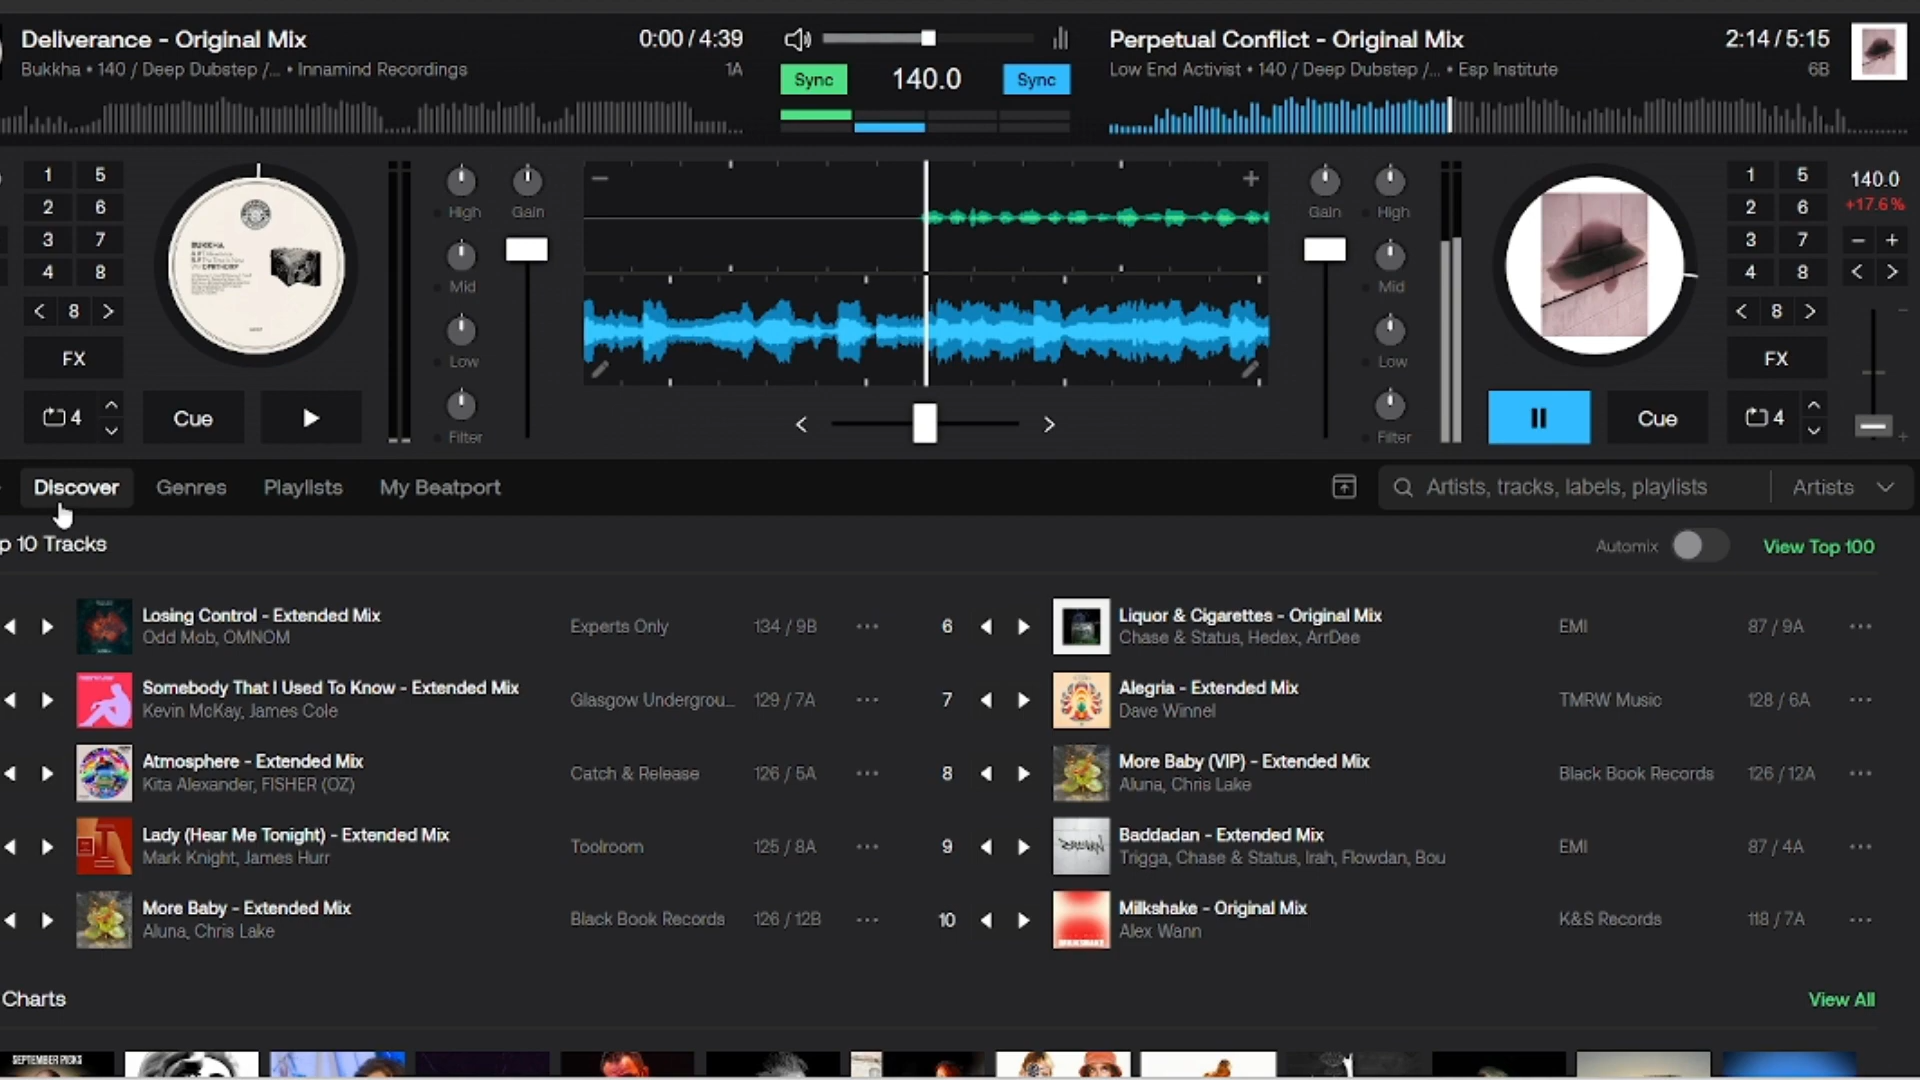 Deliverance - Original Mix
0:00 / 4:39
Bukkha • 140 / Deep Dubstep /... • Innamind Recordings
1A
Sync 140.0 Sync
Perpetual Conflict - Original Mix
2:14 / 5:15
Low End Activist • 140 / Deep Dubstep /... • Esp Institute
6B
1 5
2 6
3 7
4 8
< 8 >
FX
4
Cue
BUKKHA
High
Mid
Low
Filter
Gain
Gain
High
Mid
Low
Filter
Cue
1 5
2 6
3 7
4 8
< 8 >
FX
4
140.0
+17.6%
Discover Genres Playlists My Beatport
Artists, tracks, labels, playlists
Artists
p 10 Tracks
Automix
View Top 100
Losing Control - Extended Mix
Odd Mob, OMNOM
Experts Only
134 / 9B
Somebody That I Used To Know - Extended Mix
Kevin McKay, James Cole
Glasgow Undergrou...
129 / 7A
Atmosphere - Extended Mix
Kita Alexander, FISHER (OZ)
Catch & Release
126 / 5A
Lady (Hear Me Tonight) - Extended Mix
Mark Knight, James Hurr
Toolroom
125 / 8A
More Baby - Extended Mix
Aluna, Chris Lake
Black Book Records
126 / 12B
6
Liquor & Cigarettes - Original Mix
Chase & Status, Hedex, ArrDee
EMI
87 / 9A
7
Alegria - Extended Mix
Dave Winnel
TMRW Music
128 / 6A
8
More Baby (VIP) - Extended Mix
Aluna, Chris Lake
Black Book Records
126 / 12A
9
Baddadan - Extended Mix
Trigga, Chase & Status, Irah, Flowdan, Bou
EMI
87 / 4A
10
Milkshake - Original Mix
Alex Wann
K&S Records
118 / 7A
Charts
View All
SEPTEMBER PICKS